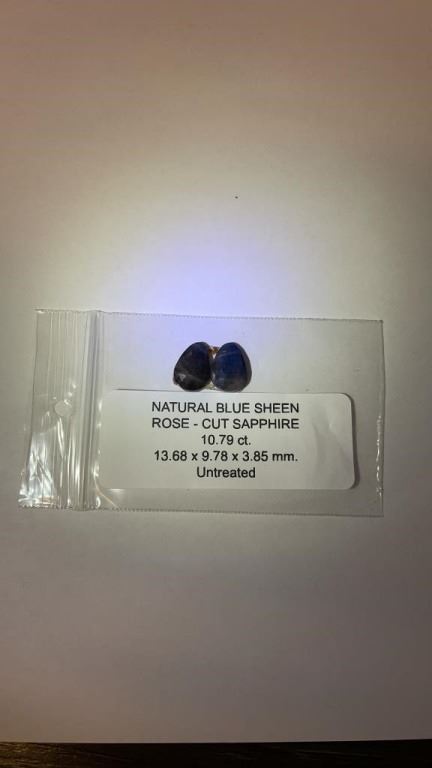 NATURAL BLUE SHEEN
ROSE - CUT SAPPHIRE
10.79 ct.
13.68 x 9.78 x 3.85 mm.
Untreated